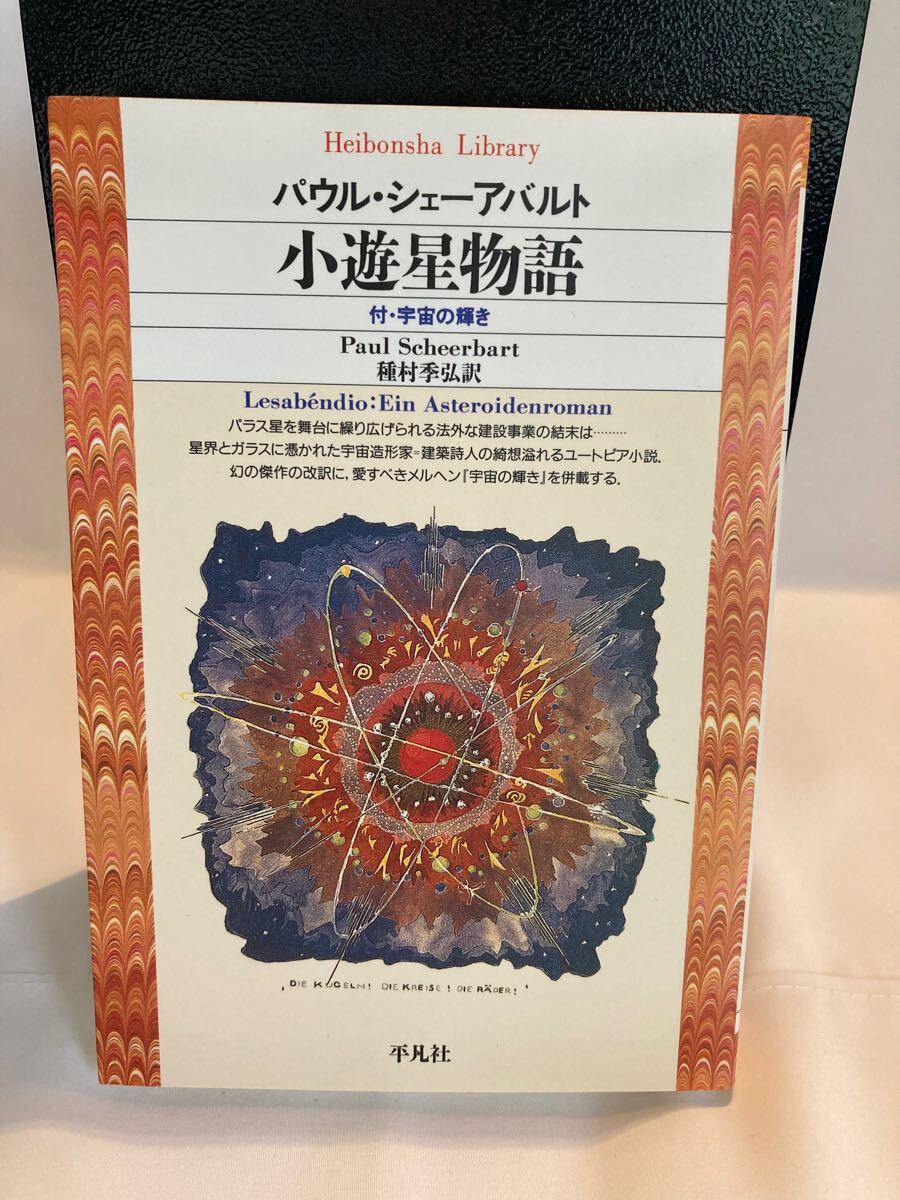 Heibonsha Library
パウル・シェーアバルト
小遊星物語
付・宇宙の輝き
Paul Scheerbart
種村季弘訳
Lesabéndio:Ein Asteroidenroman
パラス星を舞台に繰り広げられる法外な建設事業の結末は………
星界とガラスに憑かれた宇宙造形家=建築詩人の綺想溢れるユートピア小説.
幻の傑作の改訳に,愛すべきメルヘン『宇宙の輝き』を併載する.
‚DIE KUGELN! DIE KREISE! DIE RÄDER!‘
平凡社